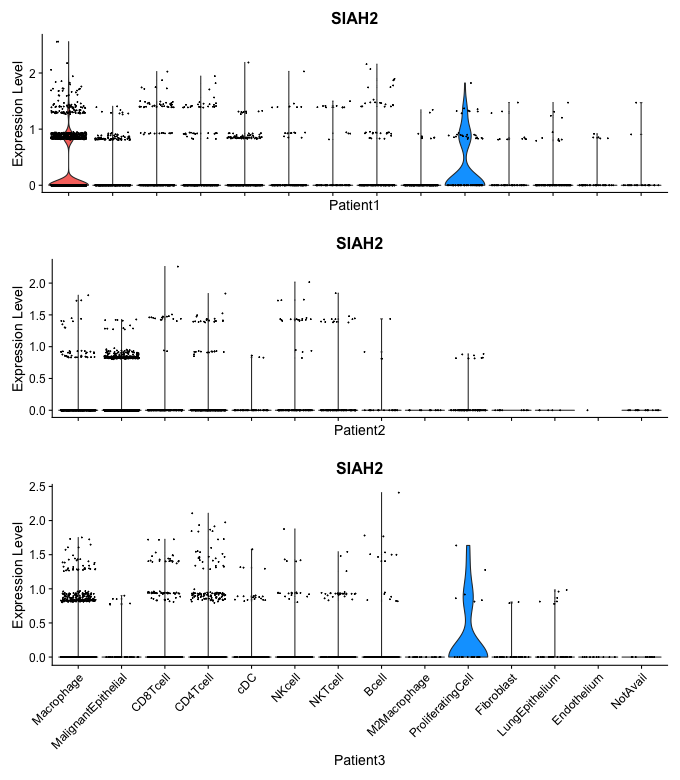 SIAH2
Expression Level
2
1
0
Patient1
SIAH2
Expression Level
2.0
1.5
1.0
0.5
0.0
Patient2
SIAH2
Expression Level
2.5
2.0
1.5
1.0
0.5
0.0
Macrophage
MalignantEpithelial
CD8Tcell
CD4Tcell
cDC
NKcell
NKTcell
Bcell
M2Macrophage
ProliferatingCell
Fibroblast
LungEpithelium
Endothelium
NotAvail
Patient3